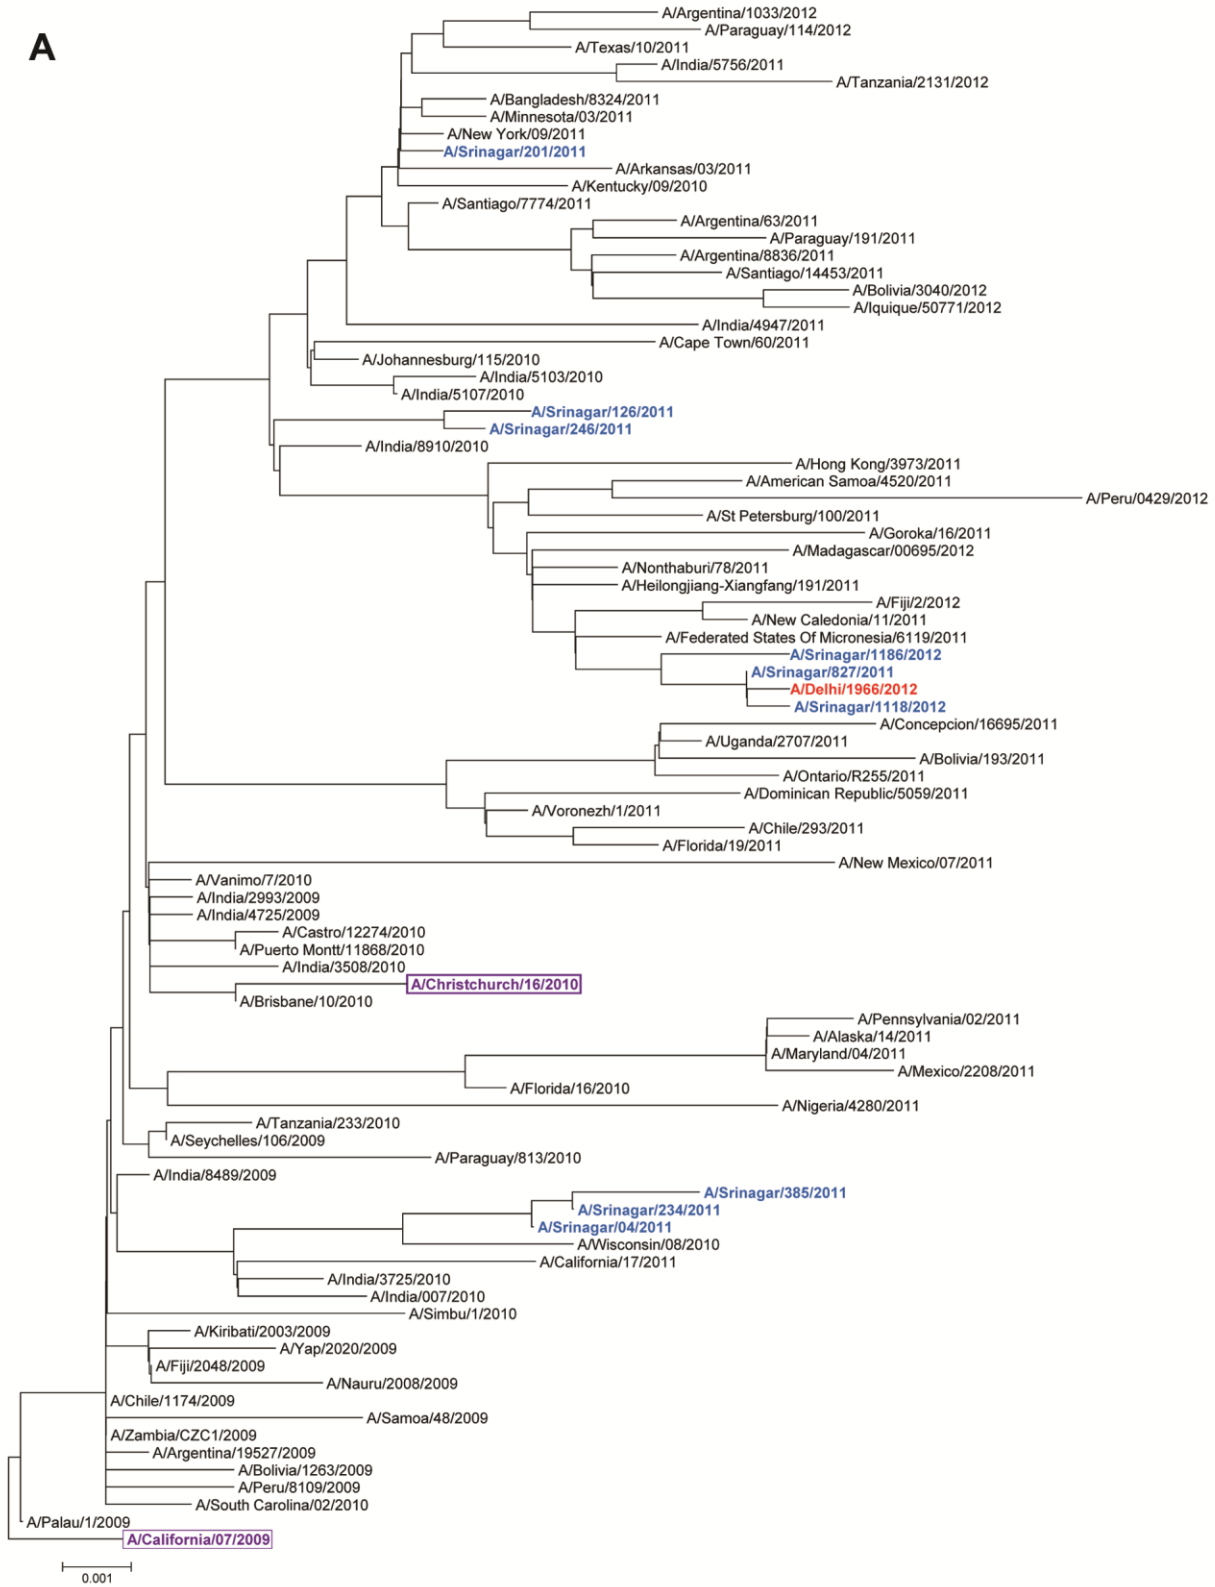 A
A/Argentina/1033/2012
A/Paraguay/114/2012
A/Texas/10/2011
A/India/5756/2011
A/Tanzania/2131/2012
A/Bangladesh/8324/2011
A/Minnesota/03/2011
A/New York/09/2011
A/Srinagar/201/2011
A/Arkansas/03/2011
A/Kentucky/09/2010
A/Santiago/7774/2011
A/Argentina/63/2011
A/Paraguay/191/2011
A/Argentina/8836/2011
A/Santiago/14453/2011
A/Bolivia/3040/2012
A/Iquique/50771/2012
A/India/4947/2011
A/Cape Town/60/2011
A/Johannesburg/115/2010
A/India/5103/2010
A/India/5107/2010
A/Srinagar/126/2011
A/Srinagar/246/2011
A/India/8910/2010
A/Hong Kong/3973/2011
A/American Samoa/4520/2011
A/Peru/0429/2012
A/St Petersburg/100/2011
A/Goroka/16/2011
A/Madagascar/00695/2012
A/Nonthaburi/78/2011
A/Heilongjiang-Xiangfang/191/2011
A/Fiji/2/2012
A/New Caledonia/11/2011
A/Federated States Of Micronesia/6119/2011
A/Srinagar/1186/2012
A/Srinagar/827/2011
A/Delhi/1966/2012
A/Srinagar/1118/2012
A/Concepcion/16695/2011
A/Uganda/2707/2011
A/Bolivia/193/2011
A/Ontario/R255/2011
A/Dominican Republic/5059/2011
A/Voronezh/1/2011
A/Chile/293/2011
A/Florida/19/2011
A/New Mexico/07/2011
A/Vanimo/7/2010
A/India/2993/2009
A/India/4725/2009
A/Castro/12274/2010
A/Puerto Montt/11868/2010
A/India/3508/2010
A/Christchurch/16/2010
A/Brisbane/10/2010
A/Pennsylvania/02/2011
A/Alaska/14/2011
A/Maryland/04/2011
A/Mexico/2208/2011
A/Florida/16/2010
A/Nigeria/4280/2011
A/Tanzania/233/2010
A/Seychelles/106/2009
A/Paraguay/813/2010
A/India/8489/2009
A/Srinagar/385/2011
A/Srinagar/234/2011
A/Srinagar/04/2011
A/Wisconsin/08/2010
A/California/17/2011
A/India/3725/2010
A/India/007/2010
A/Simbu/1/2010
A/Kiribati/2003/2009
A/Yap/2020/2009
A/Fiji/2048/2009
A/Nauru/2008/2009
A/Chile/1174/2009
A/Samoa/48/2009
A/Zambia/CZC1/2009
A/Argentina/19527/2009
A/Bolivia/1263/2009
A/Peru/8109/2009
A/South Carolina/02/2010
A/Palau/1/2009
A/California/07/2009
0.001